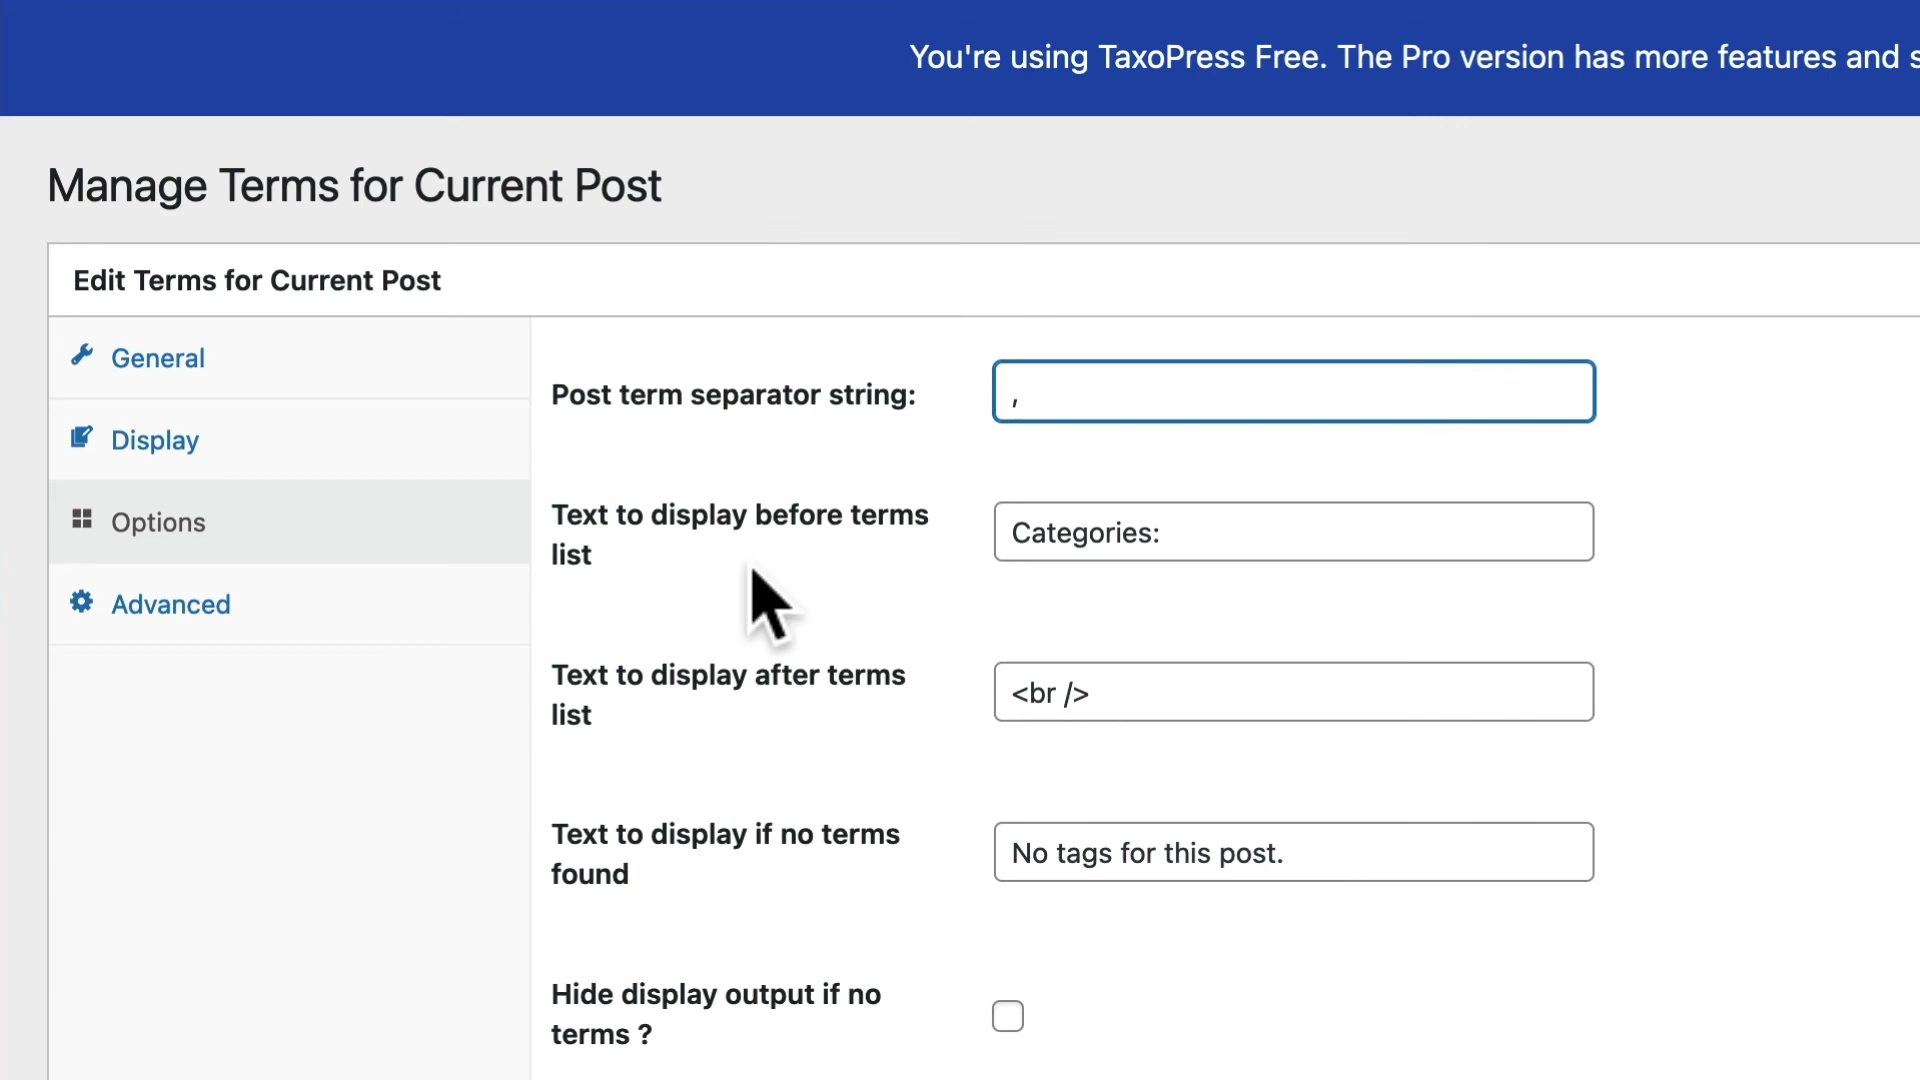 You're using TaxoPress Free. The Pro version has more features and
Manage Terms for Current Post
Edit Terms for Current Post
General
Display
Options
Advanced
Post term separator string:
,
Text to display before terms
list
Categories:
Text to display after terms
list
<br />
Text to display if no terms
found
No tags for this post.
Hide display output if no
terms ?